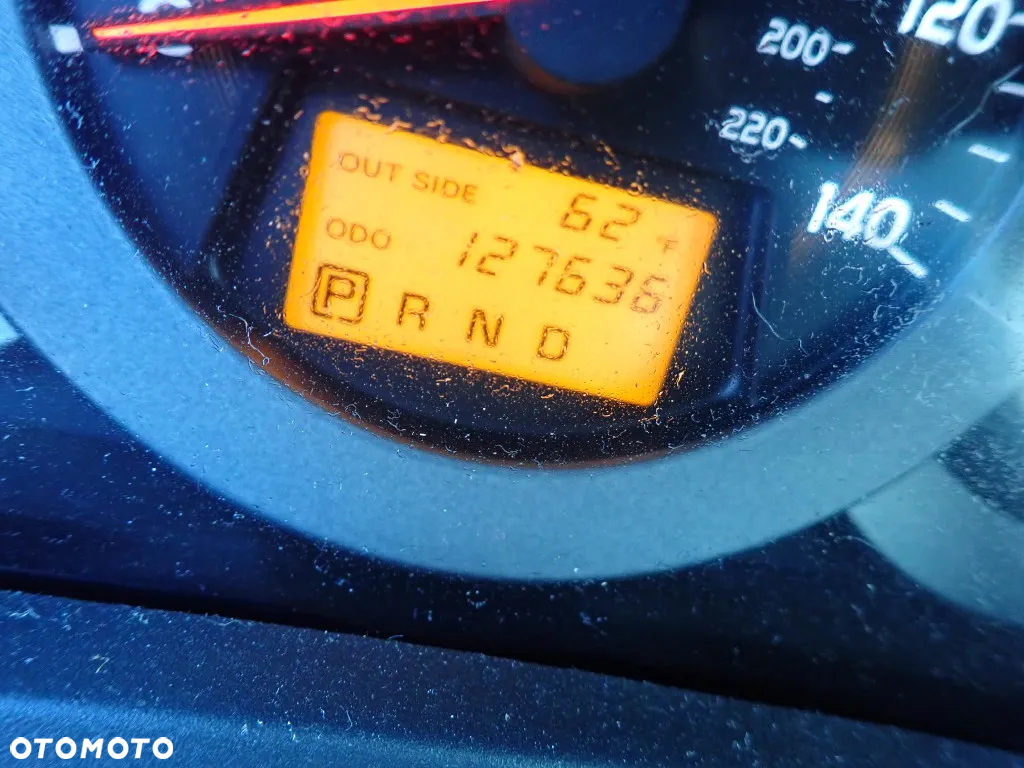 120
200
220
140
OUT SIDE 62 °F
ODO 127636
P R N D
OTOMOTO